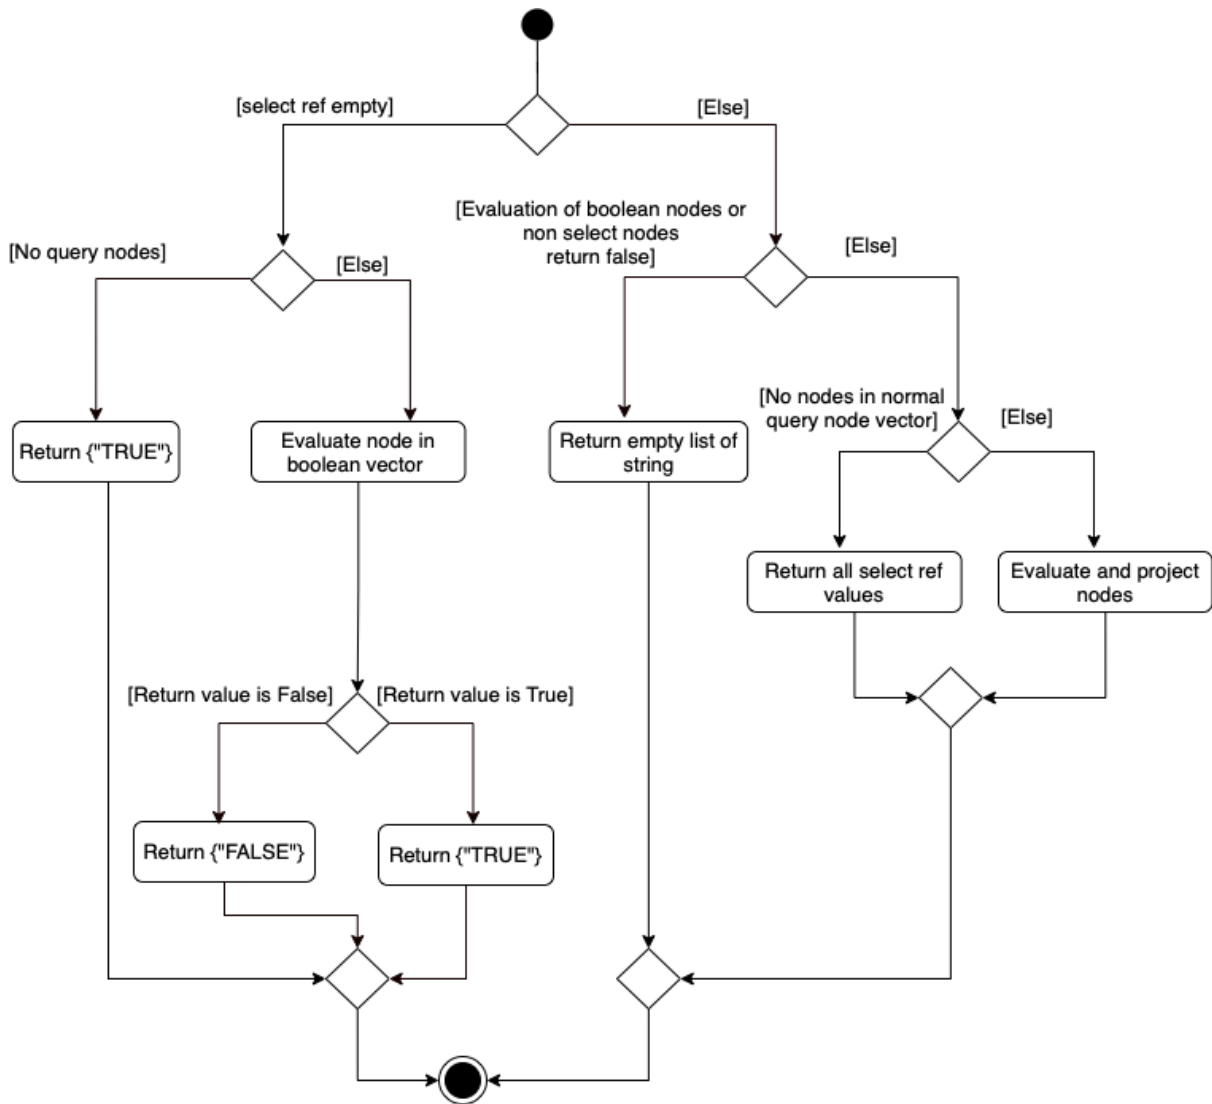 [select ref empty]
[Else]
[Evaluation of boolean nodes or
non select nodes
return false]
[No query nodes]
[Else]
[Else]
[No nodes in normal
query node vector]
[Else]
Return {"TRUE"}
Evaluate node in
boolean vector
Return empty list of
string
Return all select ref
values
Evaluate and project
nodes
[Return value is False]
[Return value is True]
Return {"FALSE"}
Return {"TRUE"}